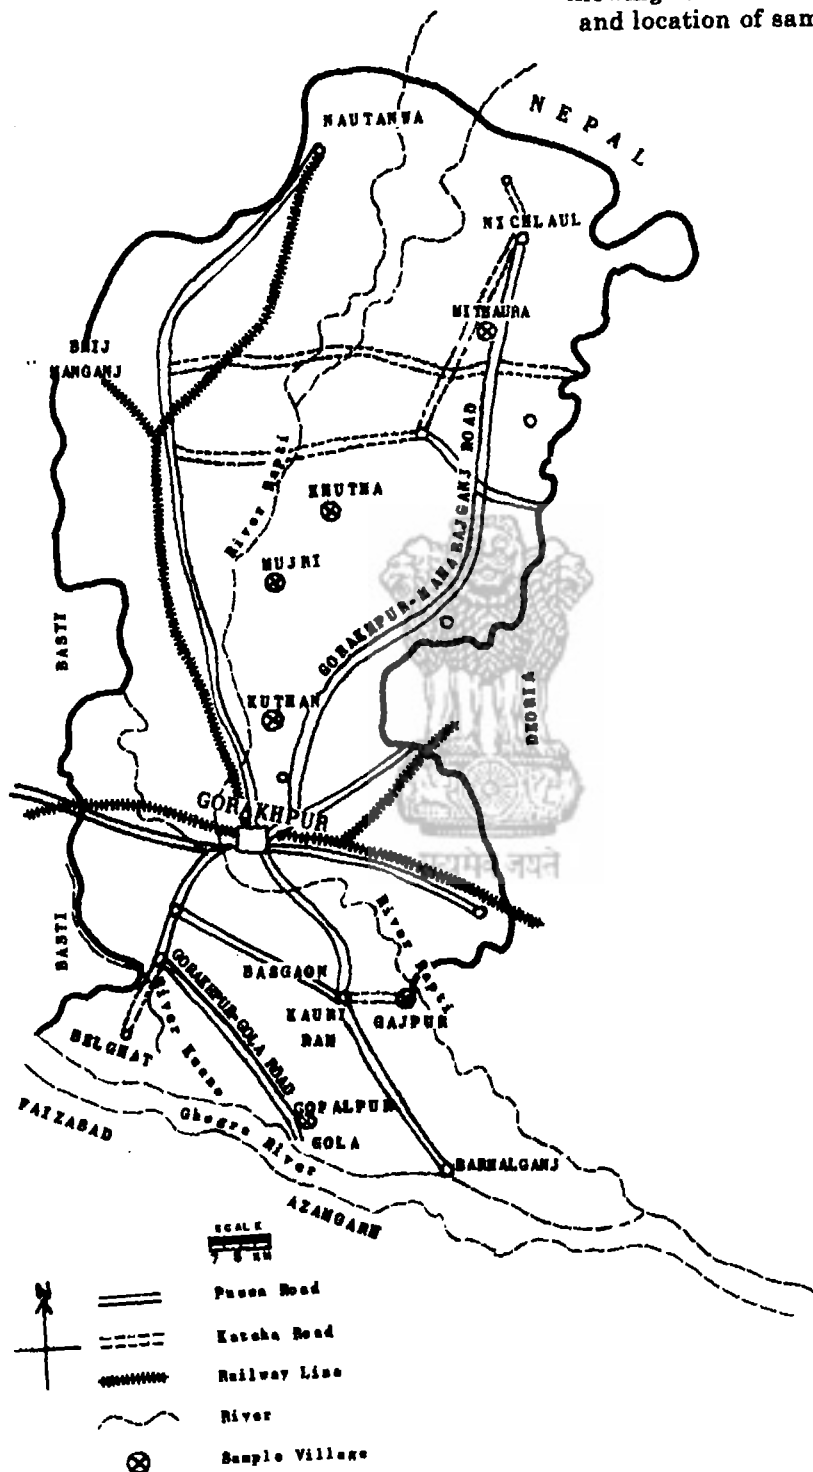 and location of sam
NEPAL
NAUTANWA
NICHLAUL
MITHAURA
BRIJ
MANGANJ
River Rapti
KHUTHA
MUJRI
GORAKHPUR-MAHARAJGANJ ROAD
BASTI
KUTHAN
DEORIA
GORAKHPUR
सत्यमेव जयते
BASTI
River Rapti
BASGAON
KAURI
RAM
GAJPUR
GORAKHPUR-GOLA ROAD
River Kuano
BELGHAT
FAIZABAD
Ghagra River
GOPALPUR
GOLA
BARHALGANJ
AZAMGARH
SCALE
KM
N
Pucca Road
Katcha Road
Railway Line
River
Sample Village